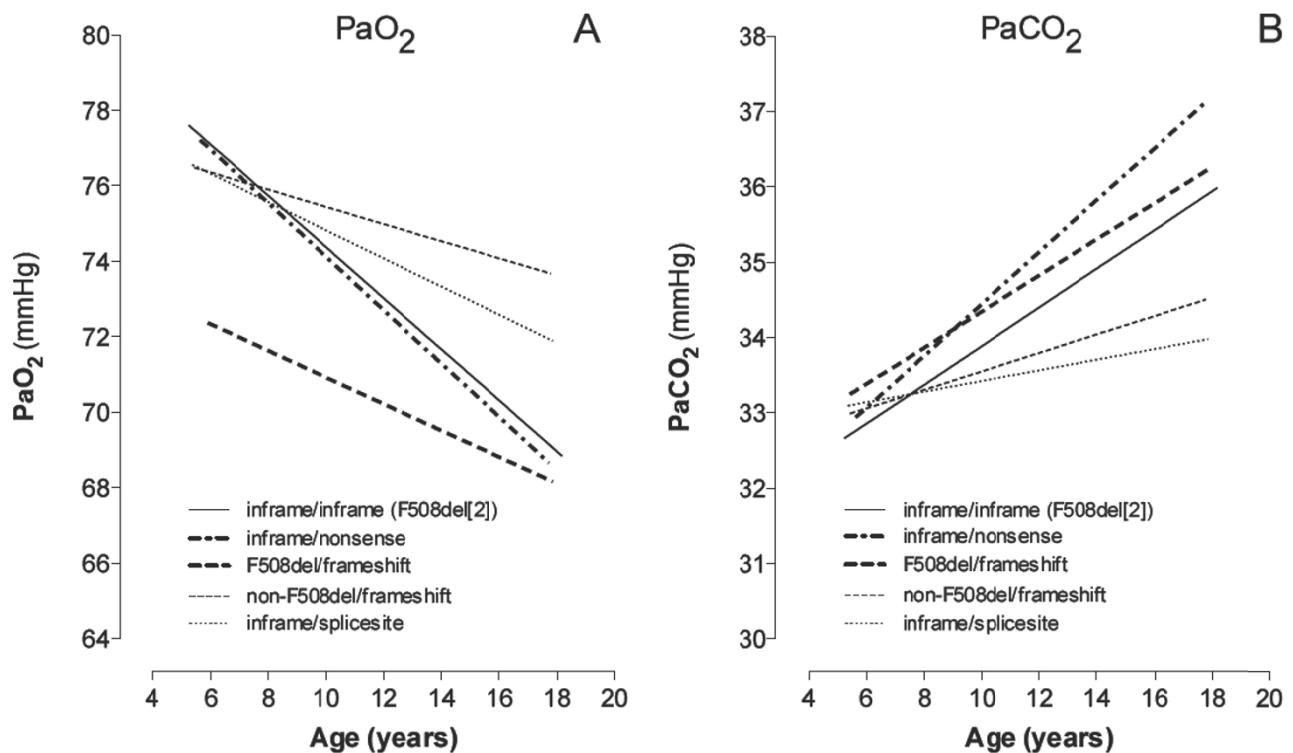 PaO2
A
PaO2 (mmHg)
80
78
76
74
72
70
68
66
64
inframe/inframe (F508del[2])
inframe/nonsense
F508del/frameshift
non-F508del/frameshift
inframe/splicesite
4 6 8 10 12 14 16 18 20
Age (years)
PaCO2
B
PaCO2 (mmHg)
38
37
36
35
34
33
32
31
30
inframe/inframe (F508del[2])
inframe/nonsense
F508del/frameshift
non-F508del/frameshift
inframe/splicesite
4 6 8 10 12 14 16 18 20
Age (years)